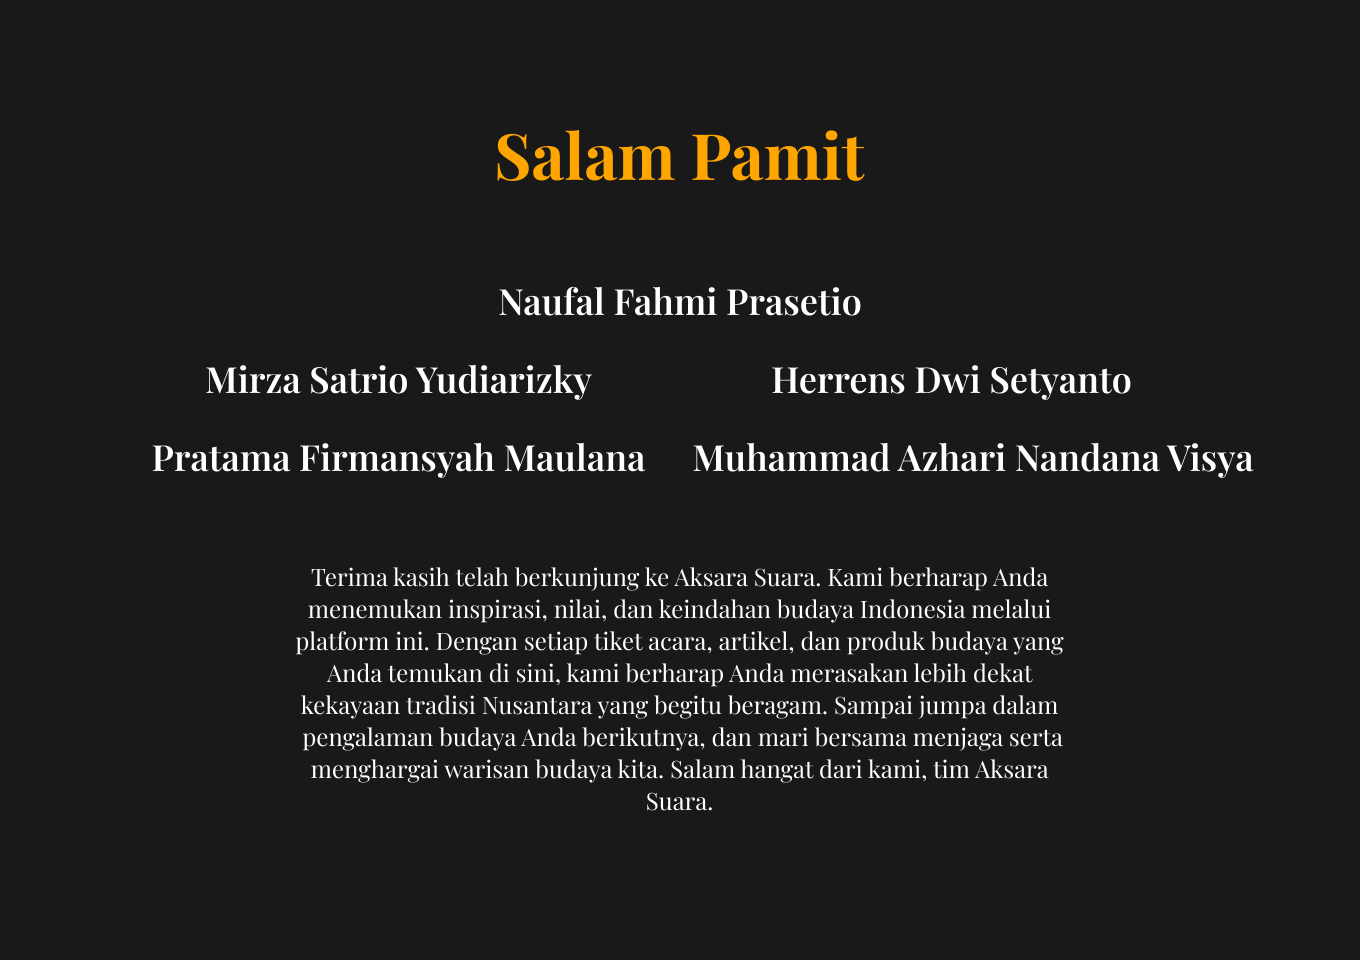 Salam Pamit
Naufal Fahmi Prasetio
Mirza Satrio Yudiarizky
Herrens Dwi Setyanto
Pratama Firmansyah Maulana
Muhammad Azhari Nandana Visya
Terima kasih telah berkunjung ke Aksara Suara. Kami berharap Anda
menemukan inspirasi, nilai, dan keindahan budaya Indonesia melalui
platform ini. Dengan setiap tiket acara, artikel, dan produk budaya yang
Anda temukan di sini, kami berharap Anda merasakan lebih dekat
kekayaan tradisi Nusantara yang begitu beragam. Sampai jumpa dalam
pengalaman budaya Anda berikutnya, dan mari bersama menjaga serta
menghargai warisan budaya kita. Salam hangat dari kami, tim Aksara
Suara.